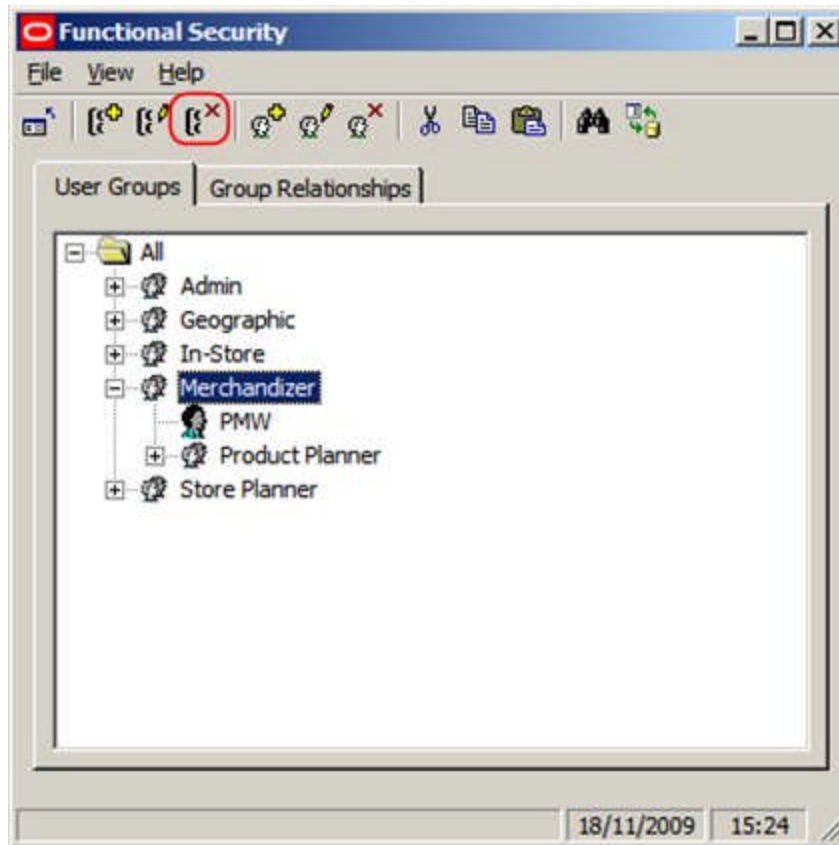 Functional Security
File View Help
User Groups Group Relationships
All
Admin
Geographic
In-Store
Merchandizer
PMW
Product Planner
Store Planner
18/11/2009 15:24